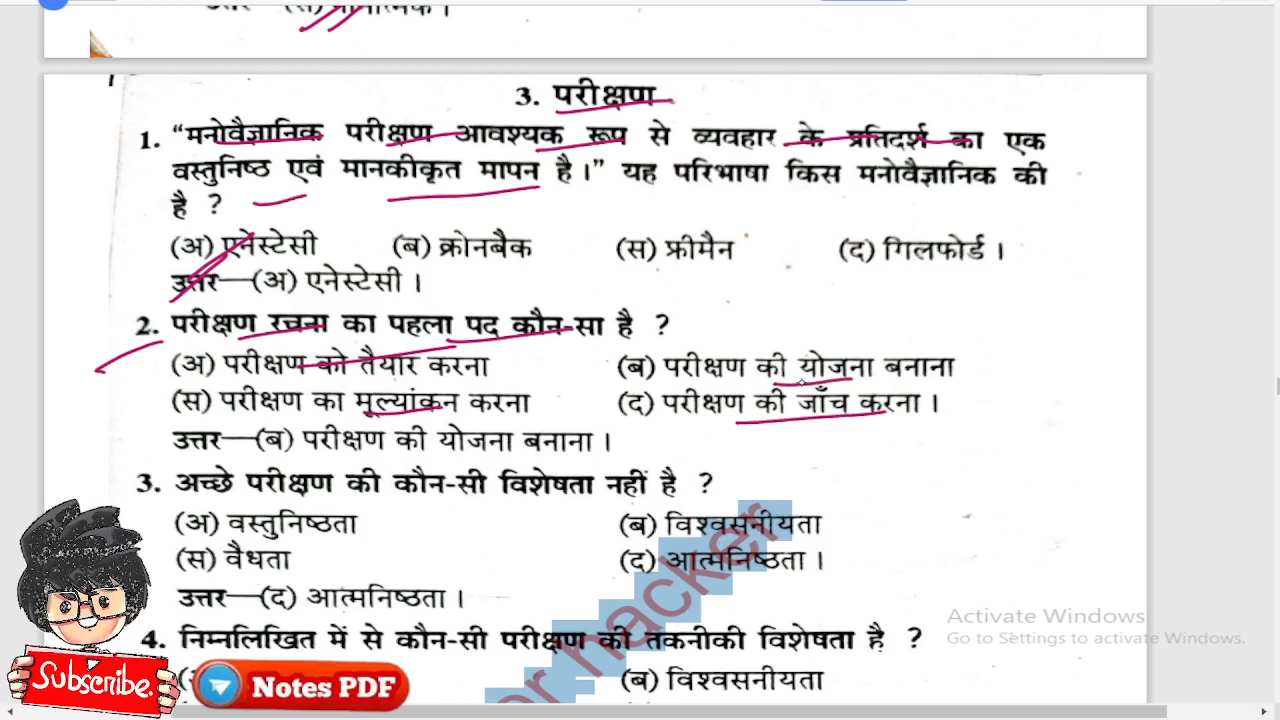 3. परीक्षण
1. "मनोवैज्ञानिक परीक्षण आवश्यक रूप से व्यवहार के प्रतिदर्श का एक
वस्तुनिष्ठ एवं मानकीकृत मापन है।" यह परिभाषा किस मनोवैज्ञानिक की
है ?
(अ) एनेस्टेसी (ब) क्रोनबैक (स) फ्रीमैन (द) गिलफोर्ड ।
उत्तर—(अ) एनेस्टेसी ।
2. परीक्षण रचना का पहला पद कौन-सा है ?
(अ) परीक्षण को तैयार करना (ब) परीक्षण की योजना बनाना
(स) परीक्षण का मूल्यांकन करना (द) परीक्षण की जाँच करना ।
उत्तर—(ब) परीक्षण की योजना बनाना ।
3. अच्छे परीक्षण की कौन-सी विशेषता नहीं है ?
(अ) वस्तुनिष्ठता (ब) विश्वसनीयता
(स) वैधता (द) आत्मनिष्ठता ।
उत्तर—(द) आत्मनिष्ठता ।
4. निम्नलिखित में से कौन-सी परीक्षण की तकनीकी विशेषता है ?
(ब) विश्वसनीयता
hacker
Activate Windows
Go to Settings to activate Windows.
Subscribe.
Notes PDF